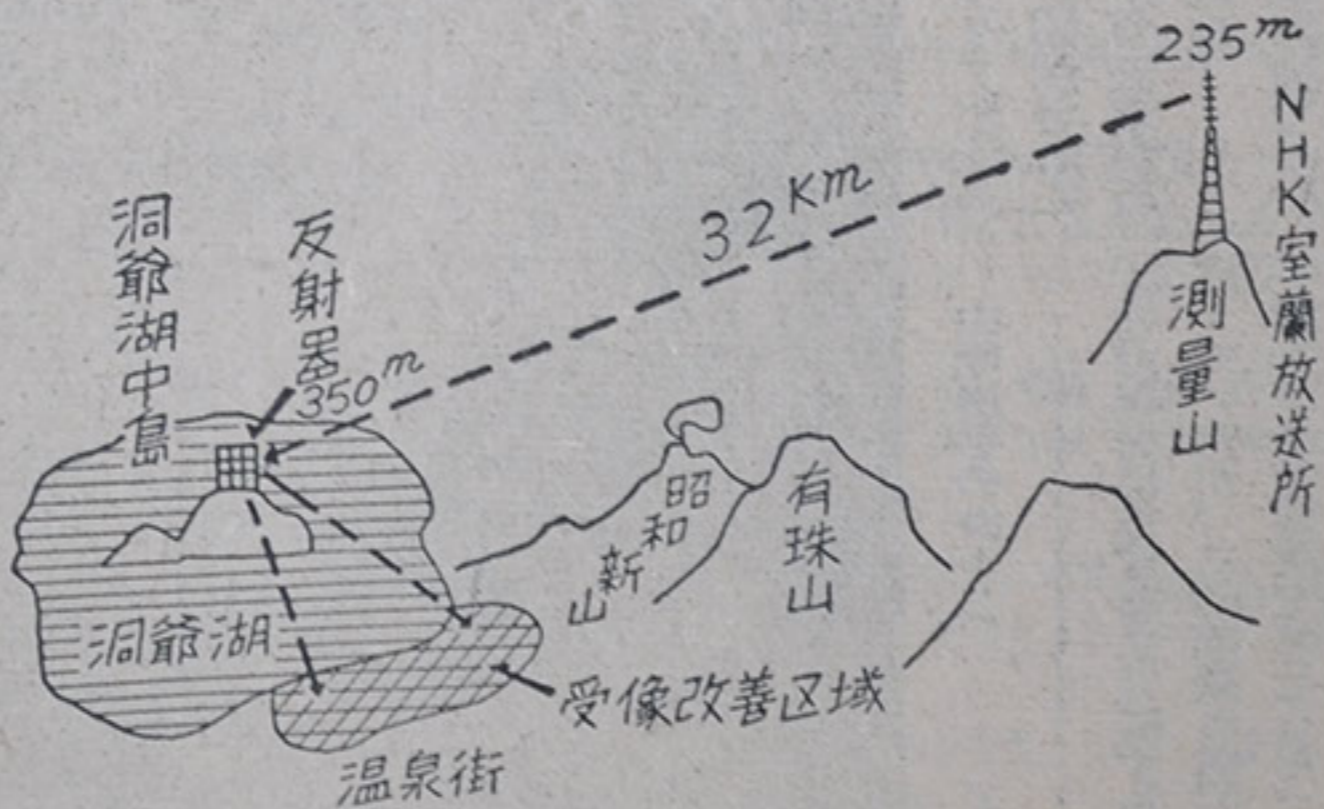 235m
NHK室蘭放送所
測量山
32Km
反射器
350m
洞爺湖中島
昭和新山
有珠山
洞爺湖
受像改善区域
温泉街